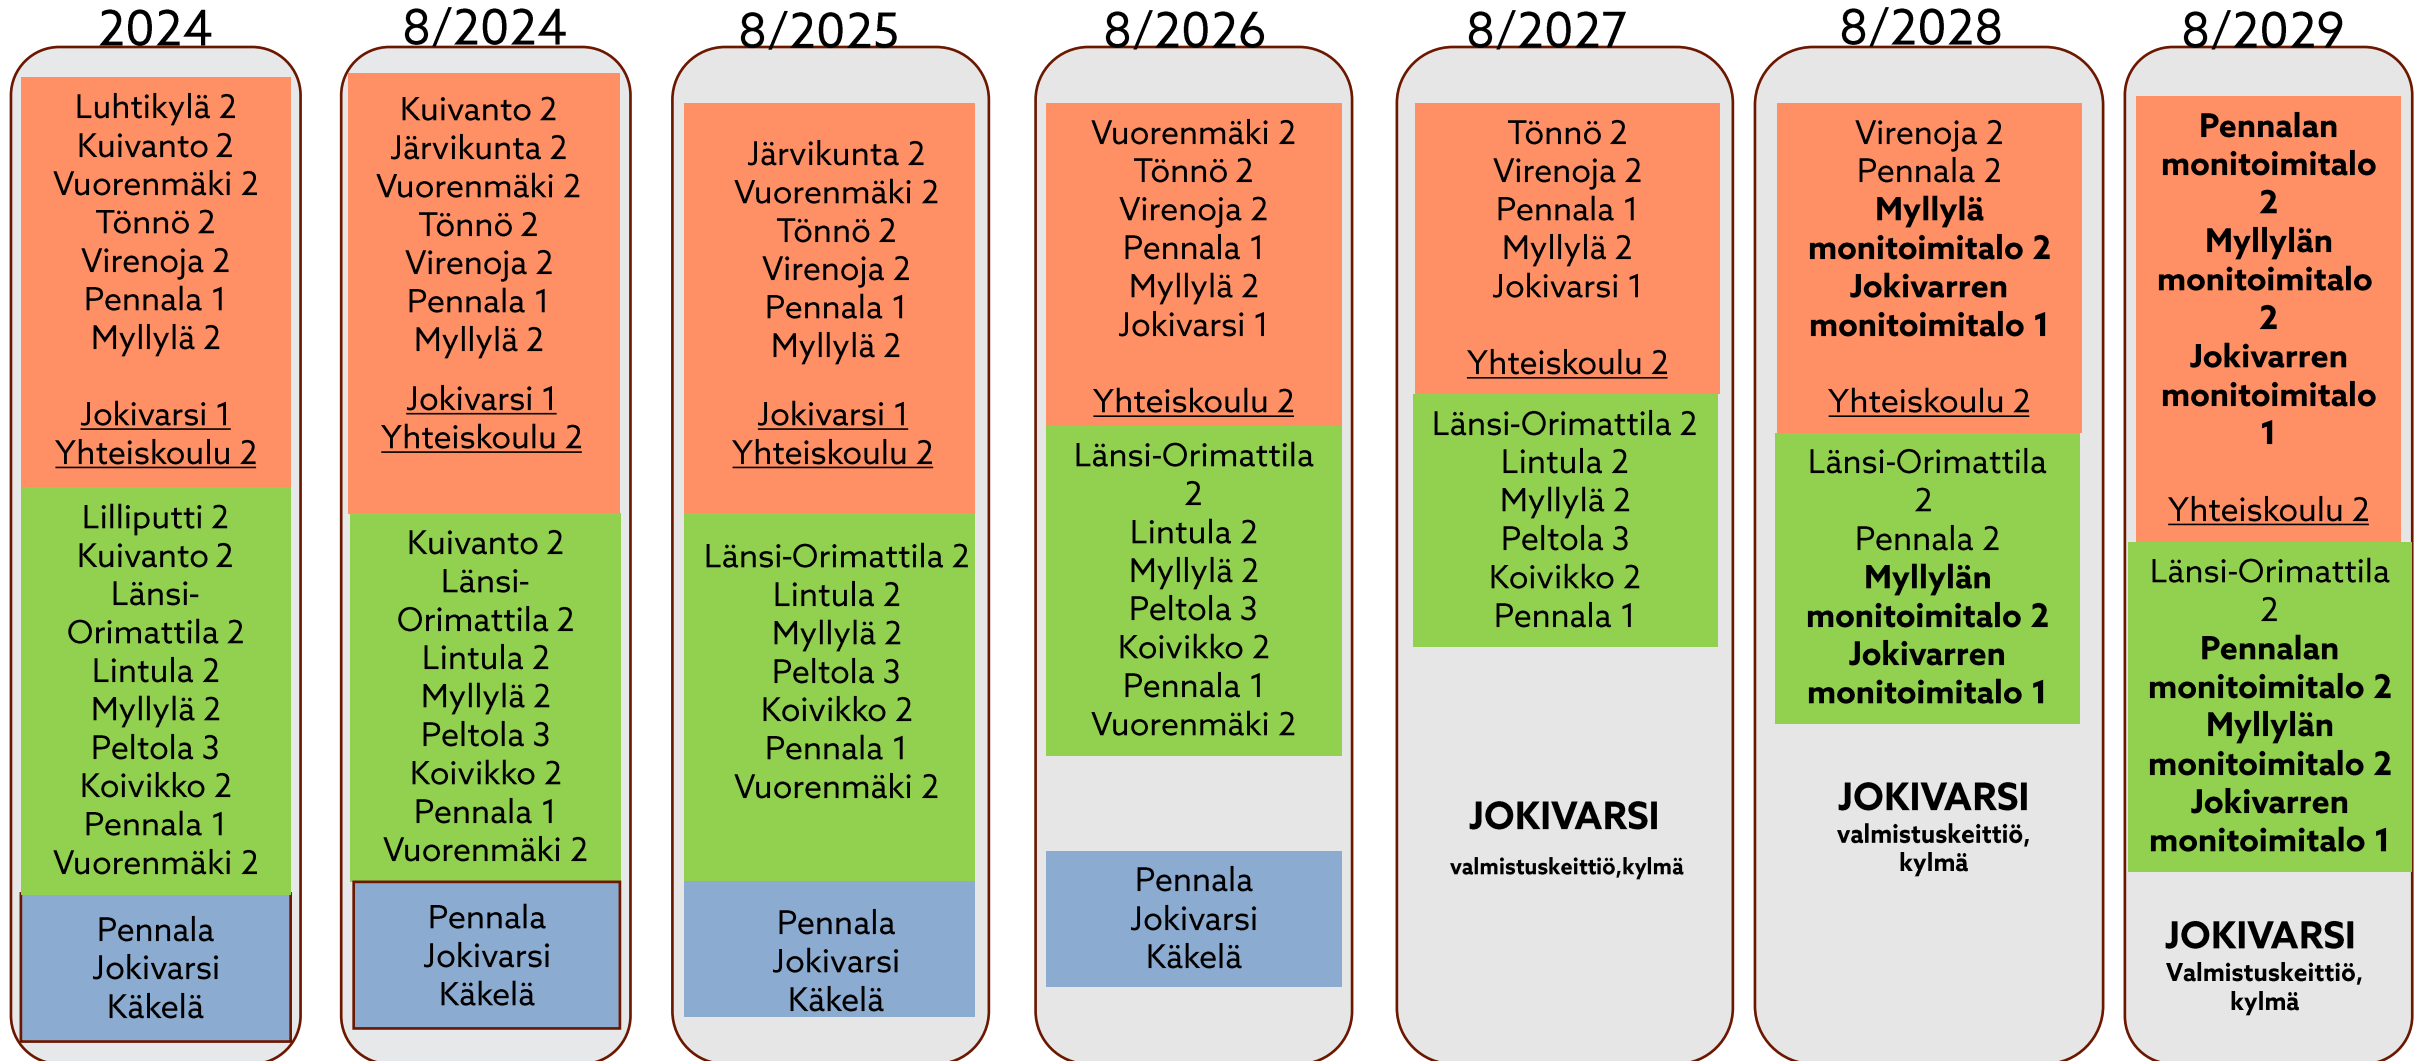 2024
Luhtikylä 2
Kuivanto 2
Vuorenmäki 2
Tönnö 2
Virenoja 2
Pennala 1
Myllylä 2
Jokivarsi 1
Yhteiskoulu 2
Lilliputti 2
Kuivanto 2
Länsi-
Orimattila 2
Lintula 2
Myllylä 2
Peltola 3
Koivikko 2
Pennala 1
Vuorenmäki 2
Pennala
Jokivarsi
Käkelä
8/2024
Kuivanto 2
Järvikunta 2
Vuorenmäki 2
Tönnö 2
Virenoja 2
Pennala 1
Myllylä 2
Jokivarsi 1
Yhteiskoulu 2
Kuivanto 2
Länsi-
Orimattila 2
Lintula 2
Myllylä 2
Peltola 3
Koivikko 2
Pennala 1
Vuorenmäki 2
Pennala
Jokivarsi
Käkelä
8/2025
Järvikunta 2
Vuorenmäki 2
Tönnö 2
Virenoja 2
Pennala 1
Myllylä 2
Jokivarsi 1
Yhteiskoulu 2
Länsi-Orimattila 2
Lintula 2
Myllylä 2
Peltola 3
Koivikko 2
Pennala 1
Vuorenmäki 2
Pennala
Jokivarsi
Käkelä
8/2026
Vuorenmäki 2
Tönnö 2
Virenoja 2
Pennala 1
Myllylä 2
Jokivarsi 1
Yhteiskoulu 2
Länsi-Orimattila
2
Lintula 2
Myllylä 2
Peltola 3
Koivikko 2
Pennala 1
Vuorenmäki 2
Pennala
Jokivarsi
Käkelä
8/2027
Tönnö 2
Virenoja 2
Pennala 1
Myllylä 2
Jokivarsi 1
Yhteiskoulu 2
Länsi-Orimattila 2
Lintula 2
Myllylä 2
Peltola 3
Koivikko 2
Pennala 1
JOKIVARSI
valmistuskeittiö,kylmä
8/2028
Virenoja 2
Pennala 2
Myllylä
monitoimitalo 2
Jokivarren
monitoimitalo 1
Yhteiskoulu 2
Länsi-Orimattila
2
Pennala 2
Myllylän
monitoimitalo 2
Jokivarren
monitoimitalo 1
JOKIVARSI
valmistuskeittiö,
kylmä
8/2029
Pennalan
monitoimitalo
2
Myllylän
monitoimitalo
2
Jokivarren
monitoimitalo
1
Yhteiskoulu 2
Länsi-Orimattila
2
Pennalan
monitoimitalo 2
Myllylän
monitoimitalo 2
Jokivarren
monitoimitalo 1
JOKIVARSI
Valmistuskeittiö,
kylmä